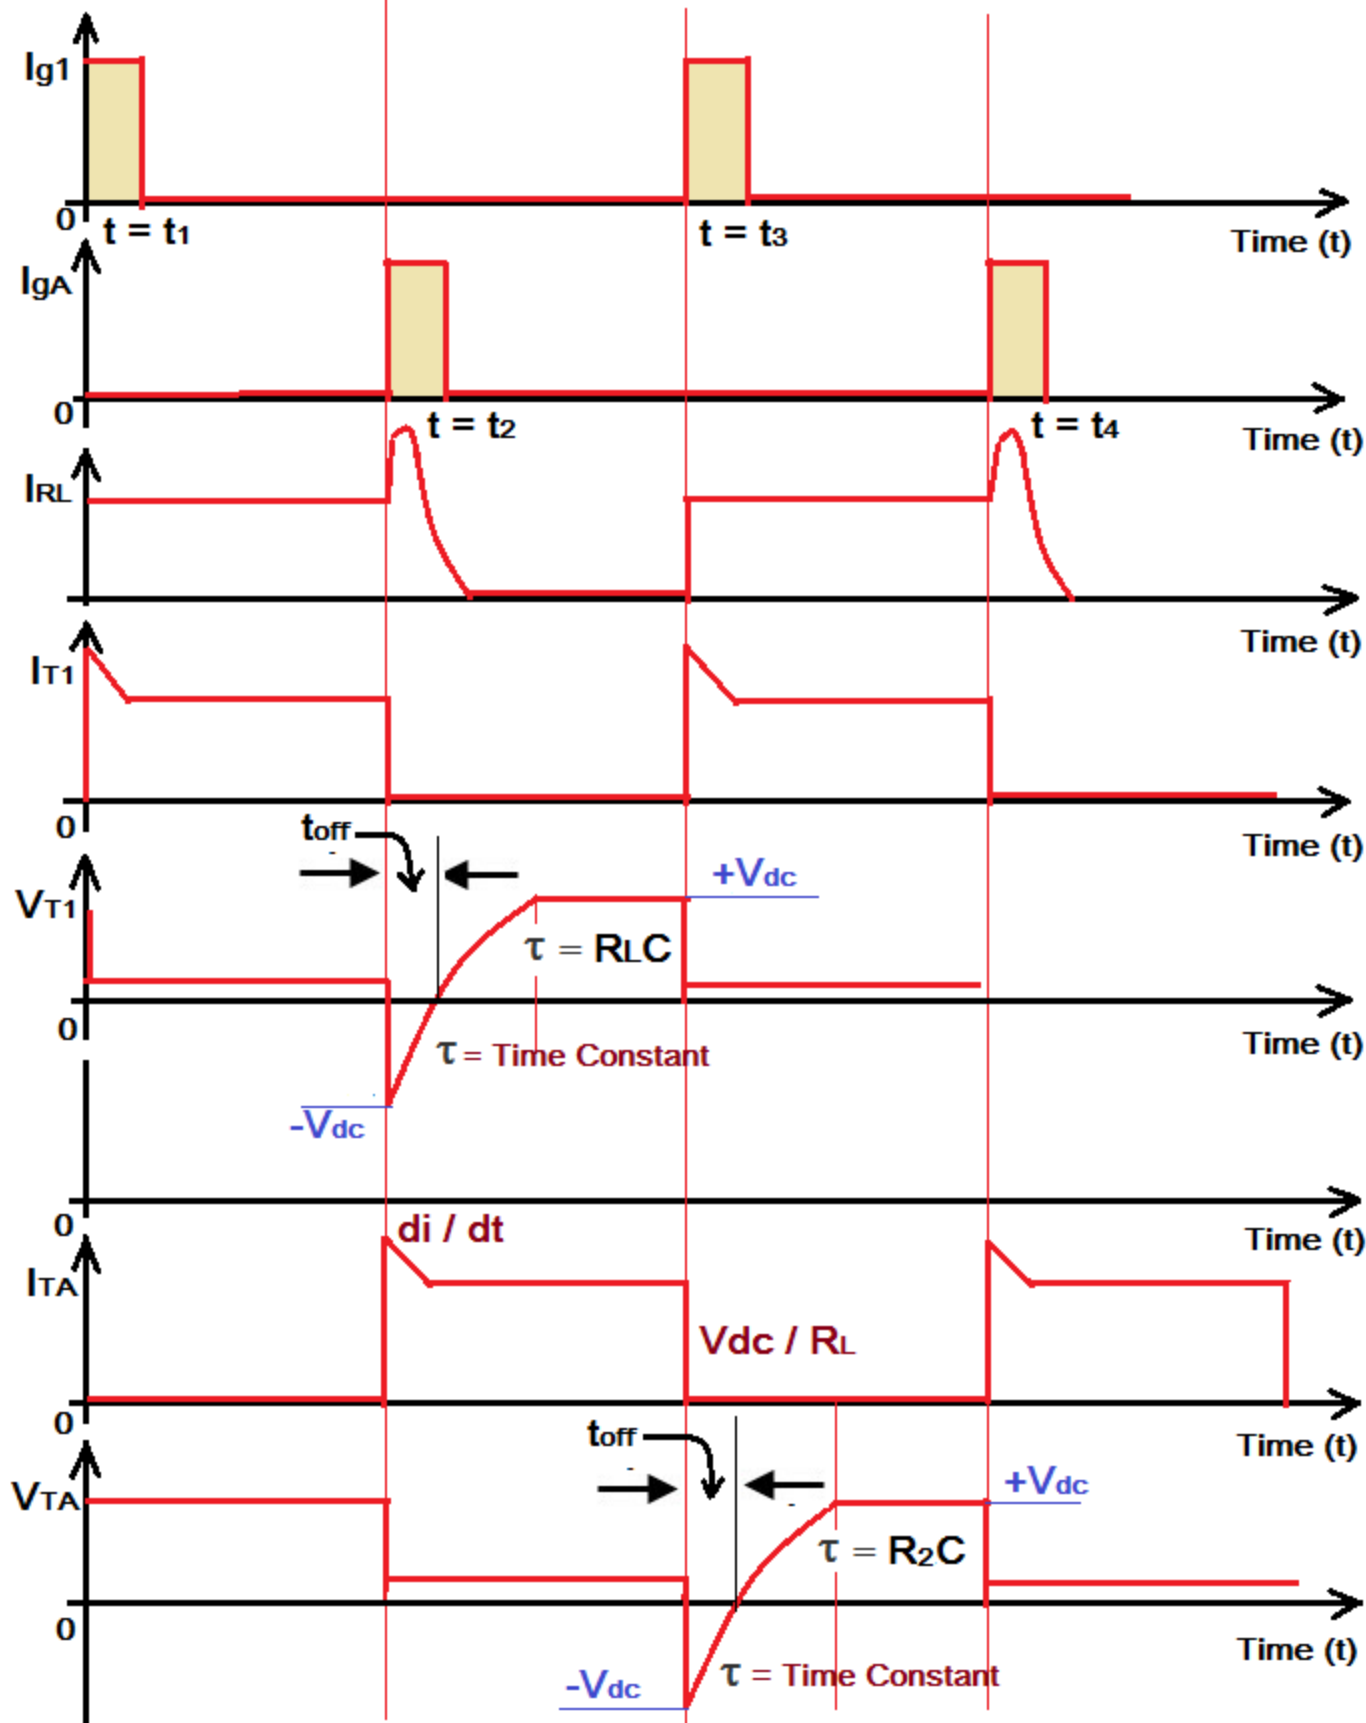 Ig1
0
t = t1
t = t3
Time (t)
IgA
0
t = t2
t = t4
Time (t)
IRL
Time (t)
IT1
0
toff
Time (t)
VT1
+Vdc
τ = RLC
0
τ = Time Constant
Time (t)
-Vdc
0
di / dt
Time (t)
ITA
Vdc / RL
0
toff
Time (t)
VTA
+Vdc
τ = R2C
0
τ = Time Constant
Time (t)
-Vdc